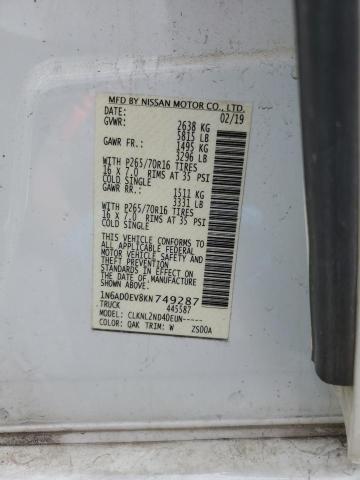 MFD BY NISSAN MOTOR CO., LTD.
DATE: 02/19
GVWR: 2638 KG
5815 LB
GAWR FR.: 1495 KG
3296 LB
WITH P265/70R16 TIRES
16 X 7.0 RIMS AT 35 PSI
COLD SINGLE
GAWR RR.: 1511 KG
3331 LB
WITH P265/70R16 TIRES
16 X 7.0 RIMS AT 35 PSI
COLD SINGLE
THIS VEHICLE CONFORMS TO
ALL APPLICABLE FEDERAL
MOTOR VEHICLE SAFETY AND
THEFT PREVENTION
STANDARDS IN EFFECT ON
THE DATE OF MANUFACTURE
SHOWN ABOVE.
1N6AD0EV8KN749287
TRUCK 445587
MODEL: CLKNL2ND40EUN-----
COLOR: QAK TRIM: W ZS00A